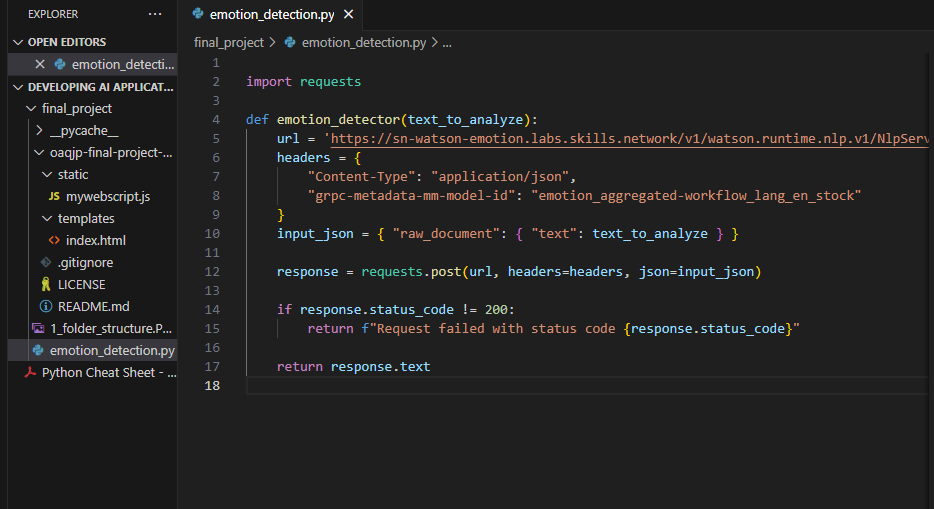 EXPLORER ...
OPEN EDITORS
emotion_detecti...
DEVELOPING AI APPLICAT...
final_project
__pycache__
oaqjp-final-project-...
static
JS mywebscript.js
templates
<> index.html
.gitignore
LICENSE
README.md
1_folder_structure.P...
emotion_detection.py
Python Cheat Sheet - ...
emotion_detection.py ×
final_project > emotion_detection.py > ...
1
2 import requests
3
4 def emotion_detector(text_to_analyze):
5     url = 'https://sn-watson-emotion.labs.skills.network/v1/watson.runtime.nlp.v1/NlpServ
6     headers = {
7         "Content-Type": "application/json",
8         "grpc-metadata-mm-model-id": "emotion_aggregated-workflow_lang_en_stock"
9     }
10     input_json = { "raw_document": { "text": text_to_analyze } }
11
12     response = requests.post(url, headers=headers, json=input_json)
13
14     if response.status_code != 200:
15         return f"Request failed with status code {response.status_code}"
16
17     return response.text
18